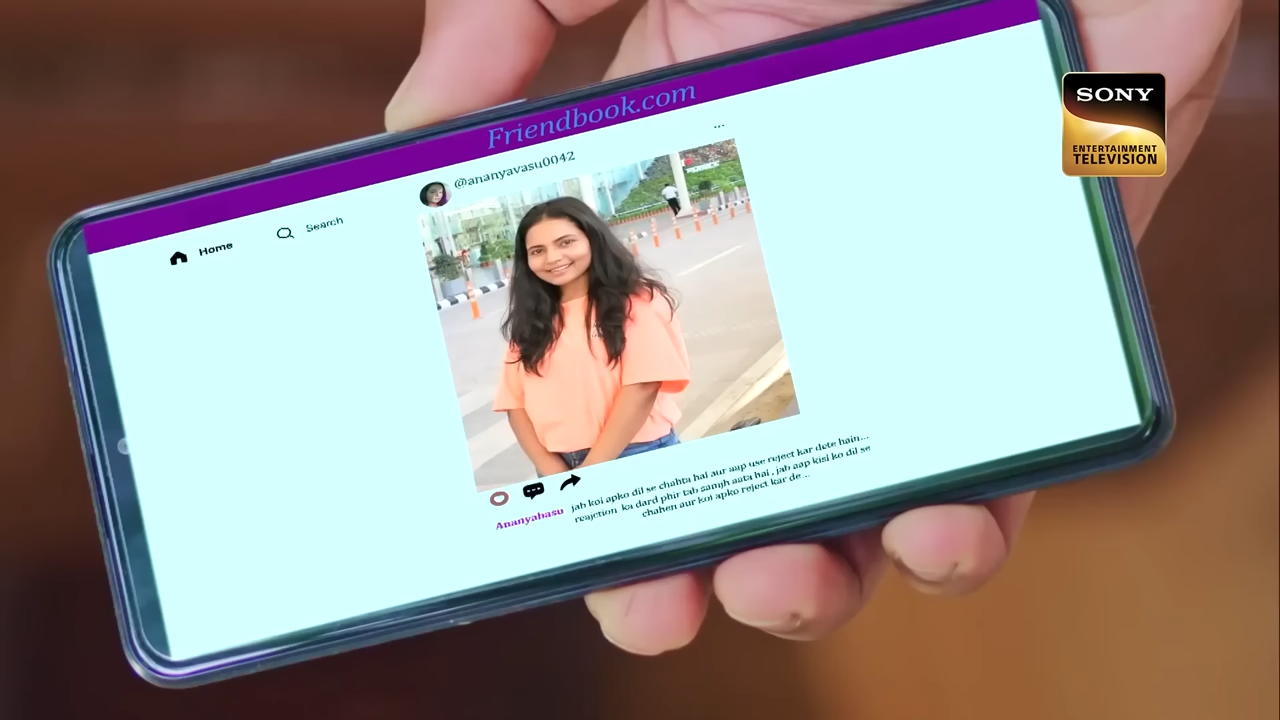 SONY
ENTERTAINMENT
TELEVISION
Friendbook.com
...
@ananyavasu0042
Home
Search
Ananyabasu jab koi apko dil se chahta hai aur aap use reject kar dete hain...
reajction ka dard phir tab samjh aata hai , jab aap kisi ko dil se
chahen aur koi apko reject kar de...